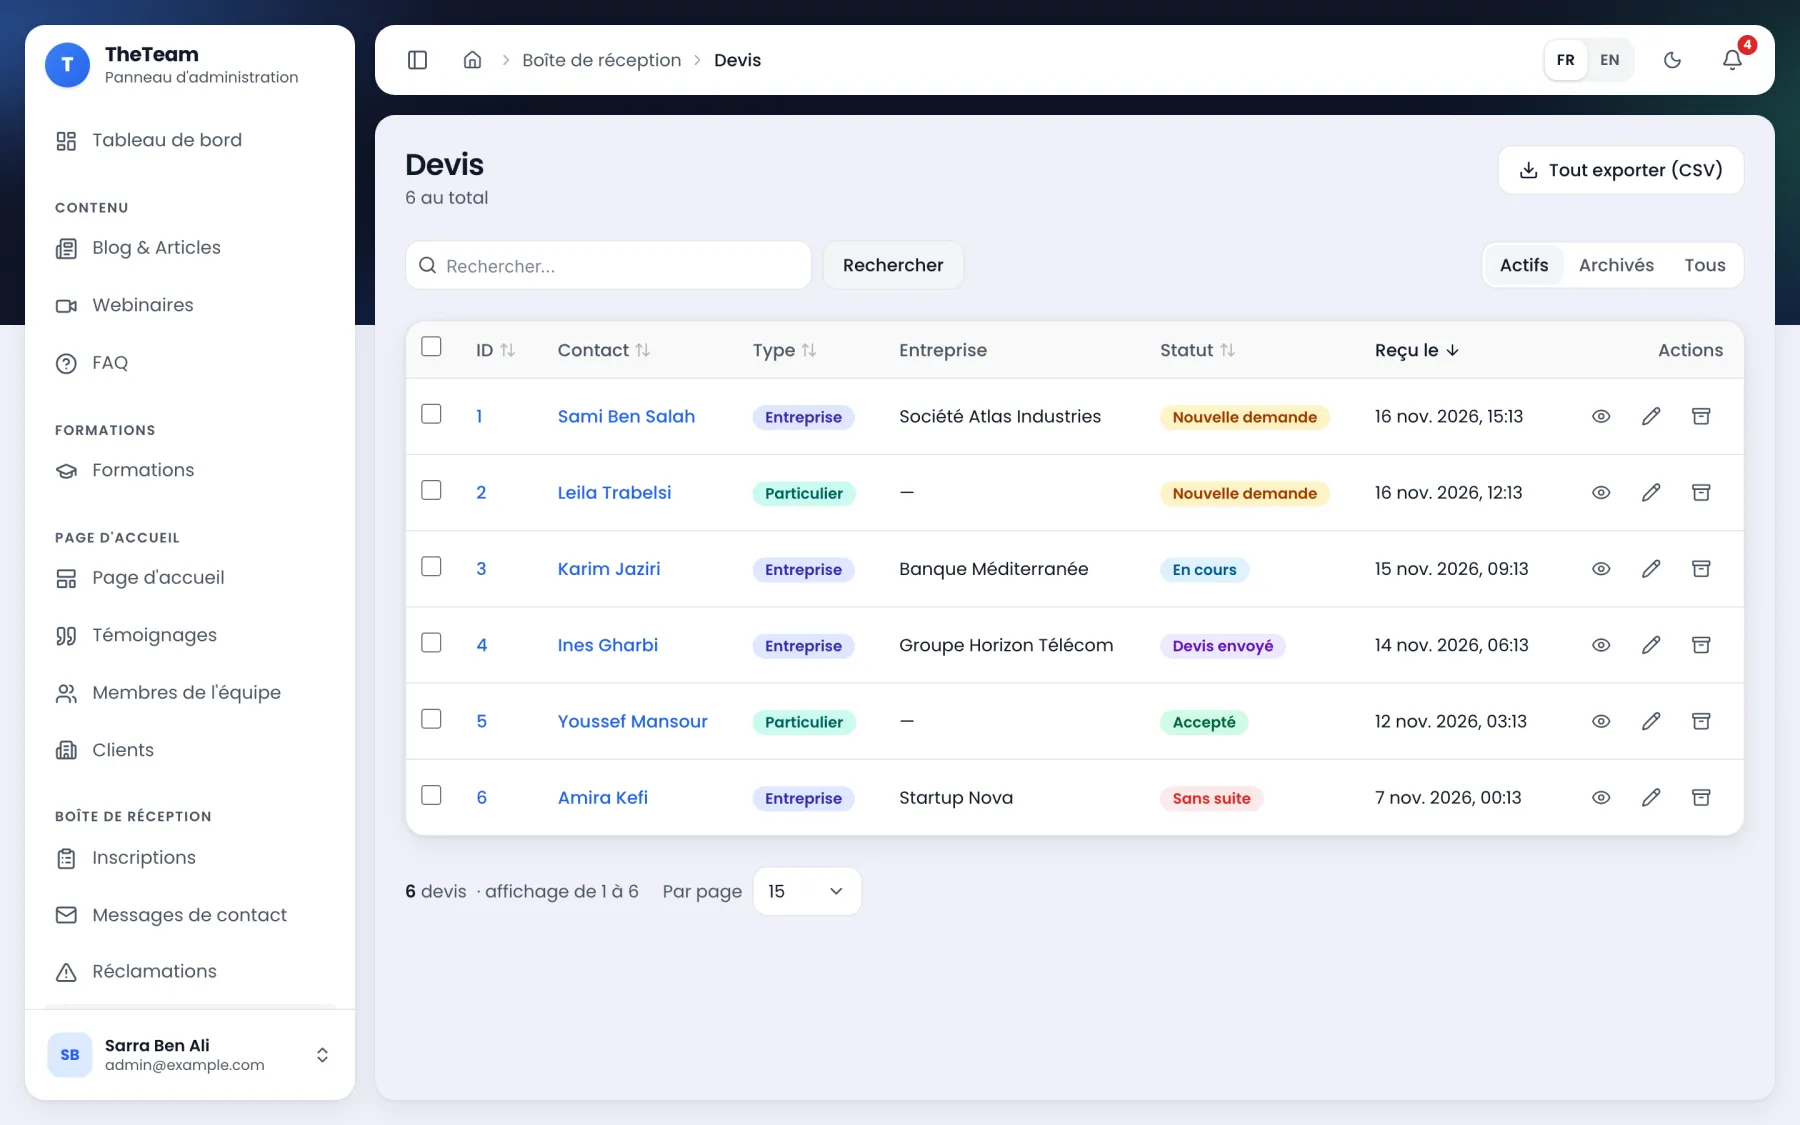 T
TheTeam
Panneau d'administration
Tableau de bord
CONTENU
Blog & Articles
Webinaires
FAQ
FORMATIONS
Formations
PAGE D'ACCUEIL
Page d'accueil
Témoignages
Membres de l'équipe
Clients
BOÎTE DE RÉCEPTION
Inscriptions
Messages de contact
Réclamations
SB
Sarra Ben Ali
admin@example.com
Boîte de réception Devis
FR EN
4
Devis
6 au total
Tout exporter (CSV)
Rechercher...
Rechercher
Actifs Archivés Tous
ID Contact Type Entreprise Statut Reçu le Actions
1 Sami Ben Salah Entreprise Société Atlas Industries Nouvelle demande 16 nov. 2026, 15:13
2 Leila Trabelsi Particulier — Nouvelle demande 16 nov. 2026, 12:13
3 Karim Jaziri Entreprise Banque Méditerranée En cours 15 nov. 2026, 09:13
4 Ines Gharbi Entreprise Groupe Horizon Télécom Devis envoyé 14 nov. 2026, 06:13
5 Youssef Mansour Particulier — Accepté 12 nov. 2026, 03:13
6 Amira Kefi Entreprise Startup Nova Sans suite 7 nov. 2026, 00:13
6 devis · affichage de 1 à 6 Par page 15